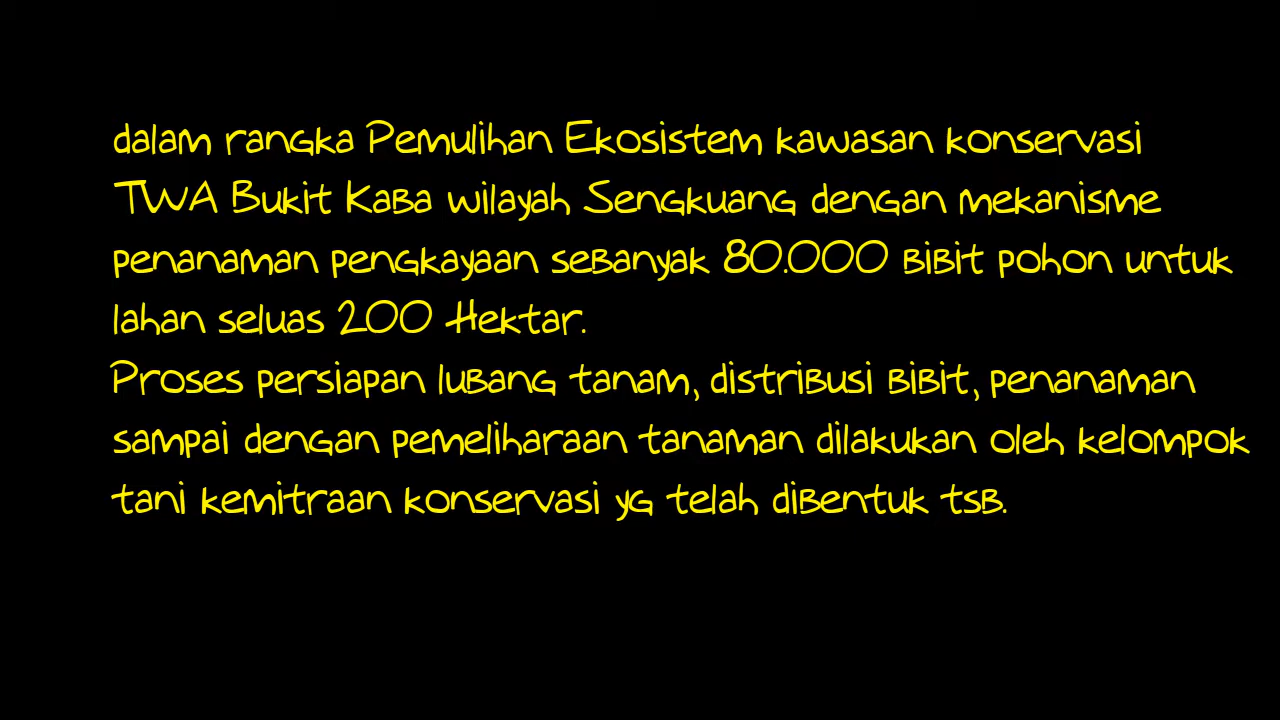 dalam rangka Pemulihan Ekosistem kawasan konservasi
TWA Bukit Kaba wilayah Sengkuang dengan mekanisme
penanaman pengkayaan sebanyak 80.000 bibit pohon untuk
lahan seluas 200 Hektar.
Proses persiapan lubang tanam, distribusi bibit, penanaman
sampai dengan pemeliharaan tanaman dilakukan oleh kelompok
tani kemitraan konservasi yg telah dibentuk tsb.